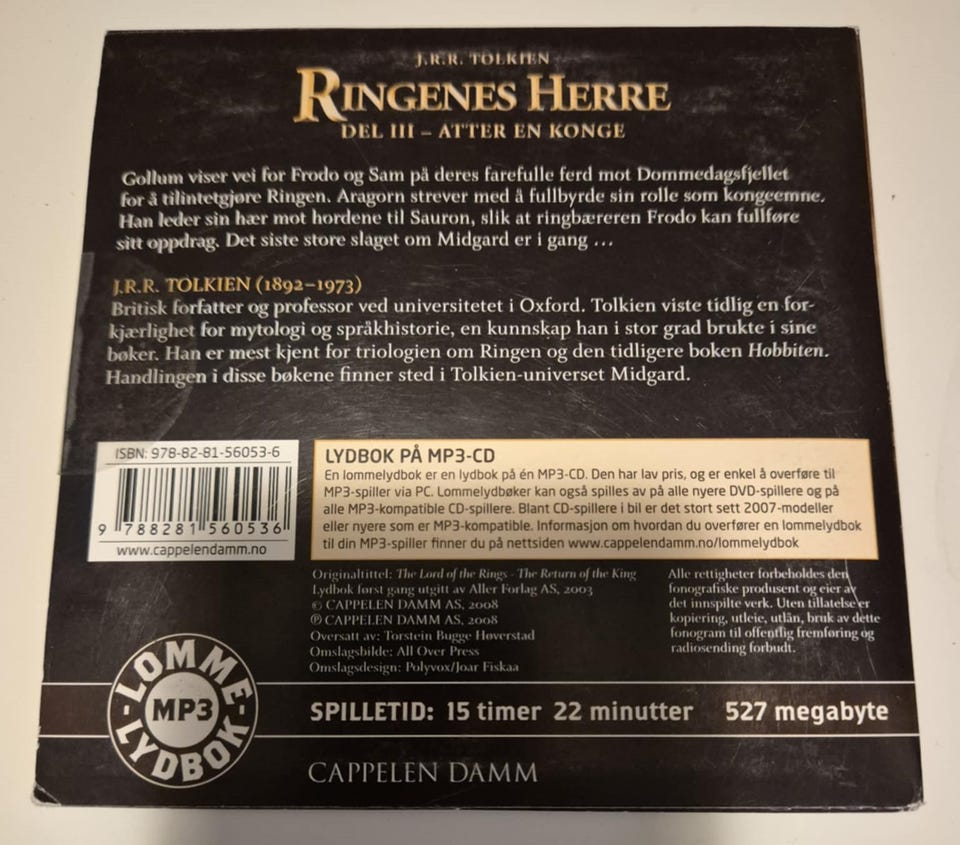 J.R.R. TOLKIEN
RINGENES HERRE
DEL III – ATTER EN KONGE
Gollum viser vei for Frodo og Sam på deres farefulle ferd mot Dommedagsfjellet
for å tilintetgjøre Ringen. Aragorn strever med å fullbyrde sin rolle som kongeemne.
Han leder sin hær mot hordene til Sauron, slik at ringbæreren Frodo kan fullføre
sitt oppdrag. Det siste store slaget om Midgard er i gang ...
J.R.R. TOLKIEN (1892–1973)
Britisk forfatter og professor ved universitetet i Oxford. Tolkien viste tidlig en for-
kjærlighet for mytologi og språkhistorie, en kunnskap han i stor grad brukte i sine
bøker. Han er mest kjent for triologien om Ringen og den tidligere boken Hobbiten.
Handlingen i disse bøkene finner sted i Tolkien-universet Midgard.
ISBN: 978-82-81-56053-6
9 788281 560536
www.cappelendamm.no
LYDBOK PÅ MP3-CD
En lommelydbok er en lydbok på én MP3-CD. Den har lav pris, og er enkel å overføre til
MP3-spiller via PC. Lommelydbøker kan også spilles av på alle nyere DVD-spillere og på
alle MP3-kompatible CD-spillere. Blant CD-spillere i bil er det stort sett 2007-modeller
eller nyere som er MP3-kompatible. Informasjon om hvordan du overfører en lommelydbok
til din MP3-spiller finner du på nettsiden www.cappelendamm.no/lommelydbok
Originaltittel: The Lord of the Rings - The Return of the King
Lydbok først gang utgitt av Aller Forlag AS, 2003
© CAPPELEN DAMM AS, 2008
℗ CAPPELEN DAMM AS, 2008
Oversatt av: Torstein Bugge Høverstad
Omslagsbilde: All Over Press
Omslagsdesign: Polyvox/Joar Fiskaa
Alle rettigheter forbeholdes den
fonografiske produsent og eier av
det innspilte verk. Uten tillatelse er
kopiering, utleie, utlån, bruk av dette
fonogram til offentlig fremføring og
radiosending forbudt.
LOMME-
MP3
LYDBOK-
SPILLETID: 15 timer 22 minutter 527 megabyte
CAPPELEN DAMM